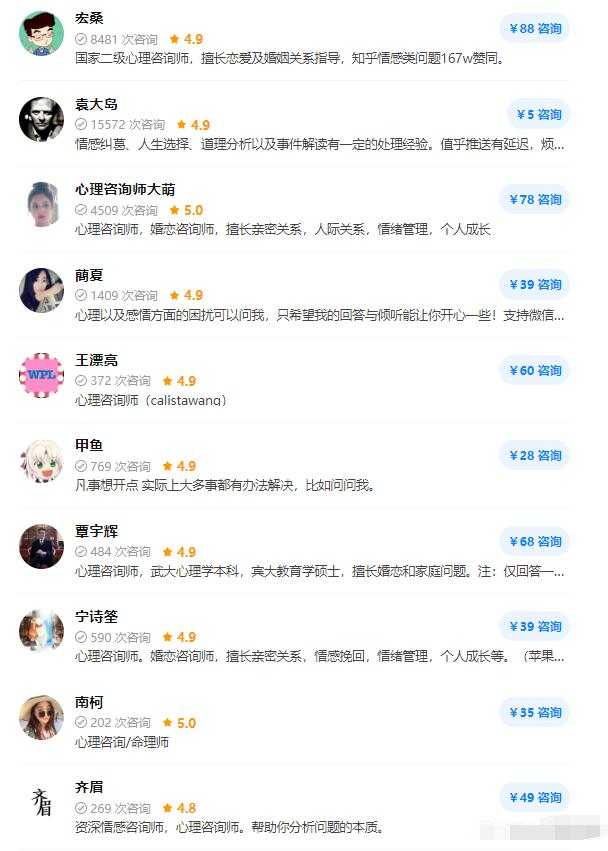 宏桑
8481 次咨询 4.9
¥88 咨询
国家二级心理咨询师，擅长恋爱及婚姻关系指导，知乎情感类问题167w赞同。
袁大岛
15572 次咨询 4.9
¥5 咨询
情感纠葛、人生选择、道理分析以及事件解读有一定的处理经验。值乎推送有延迟，烦...
心理咨询师大萌
4509 次咨询 5.0
¥78 咨询
心理咨询师，婚恋咨询师，擅长亲密关系，人际关系，情绪管理，个人成长
蕳夏
1409 次咨询 4.9
¥39 咨询
心理以及感情方面的困扰可以问我，只希望我的回答与倾听能让你开心一些！支持微信...
WPL
王漂亮
372 次咨询 4.9
¥60 咨询
心理咨询师（calistawang）
甲鱼
769 次咨询 4.9
¥28 咨询
凡事想开点 实际上大多事都有办法解决，比如问问我。
覃宇辉
484 次咨询 4.9
¥68 咨询
心理咨询师，武大心理学本科，宾大教育学硕士，擅长婚恋和家庭问题。注：仅回答一...
宁诗筌
590 次咨询 4.9
¥39 咨询
心理咨询师。婚恋咨询师，擅长亲密关系，情感挽回，情绪管理，个人成长等。（苹果...
南柯
202 次咨询 5.0
¥35 咨询
心理咨询/命理师
齐眉
齐眉
269 次咨询 4.8
¥49 咨询
资深情感咨询师，心理咨询师。帮助你分析问题的本质。